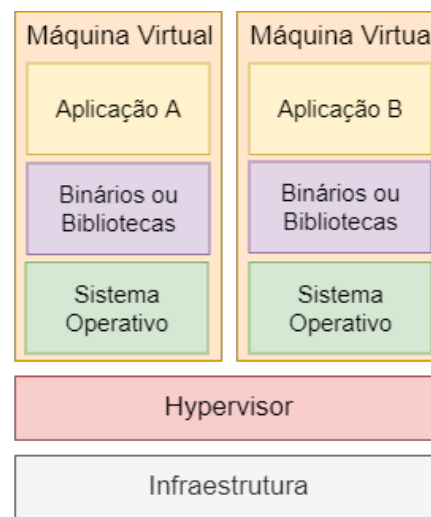 Máquina Virtual
Aplicação A
Binários ou
Bibliotecas
Sistema
Operativo
Máquina Virtua
Aplicação B
Binários ou
Bibliotecas
Sistema
Operativo
Hypervisor
Infraestrutura